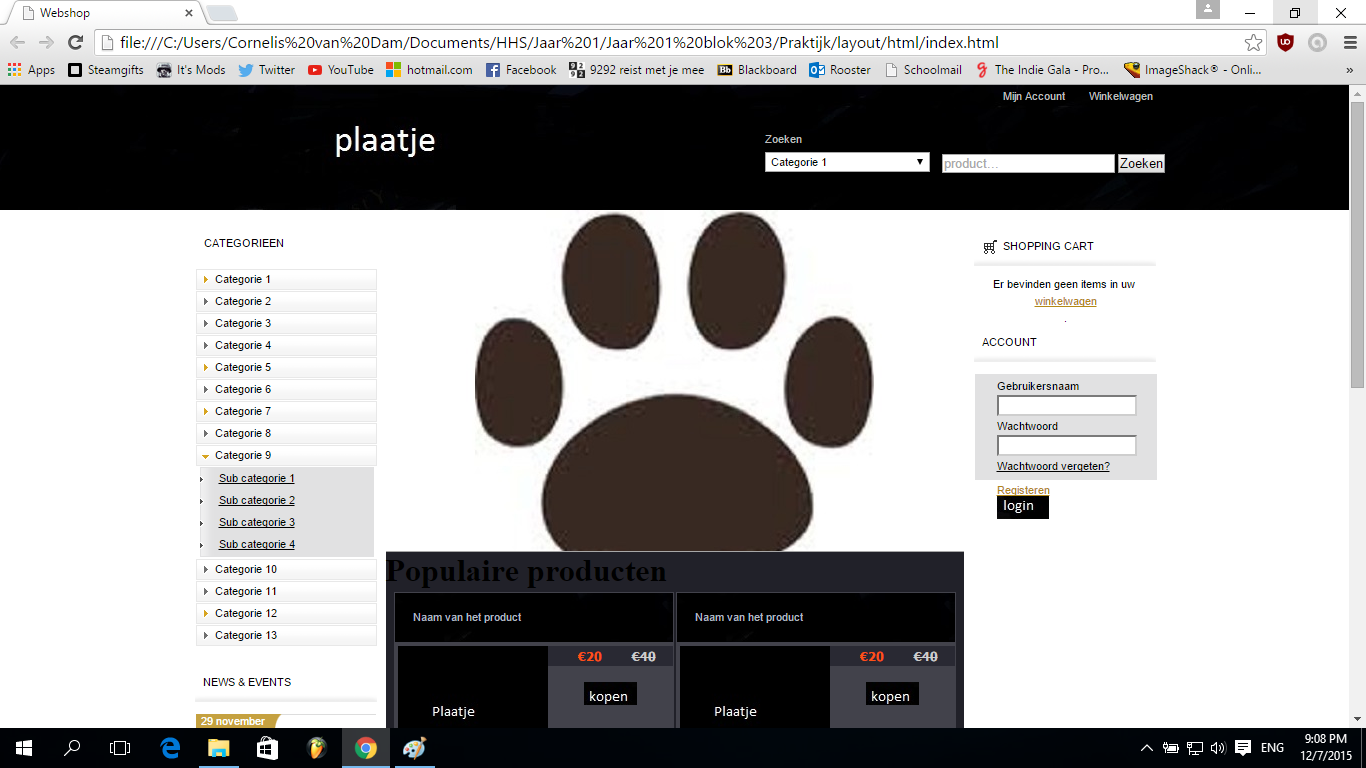 Webshop
file:///C:/Users/Cornelis%20van%20Dam/Documents/HHS/Jaar%201/Jaar%201%20blok%203/Praktijk/layout/html/index.html
Apps Steamgifts It's Mods Twitter YouTube hotmail.com Facebook 9292 reist met je mee Blackboard Rooster Schoolmail The Indie Gala - Pro... ImageShack® - Onli... »
Mijn Account Winkelwagen
plaatje
Zoeken
Categorie 1 product... Zoeken
CATEGORIEEN
Categorie 1
Categorie 2
Categorie 3
Categorie 4
Categorie 5
Categorie 6
Categorie 7
Categorie 8
Categorie 9
Sub categorie 1
Sub categorie 2
Sub categorie 3
Sub categorie 4
Categorie 10
Categorie 11
Categorie 12
Categorie 13
NEWS & EVENTS
29 november
Populaire producten
Naam van het product
€20 €40
kopen
Plaatje
Naam van het product
€20 €40
kopen
Plaatje
SHOPPING CART
Er bevinden geen items in uw
winkelwagen
.
ACCOUNT
Gebruikersnaam
Wachtwoord
Wachtwoord vergeten?
Registeren
login
ENG
9:08 PM
12/7/2015